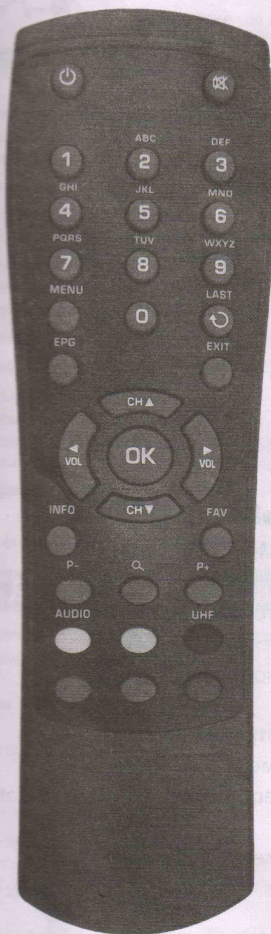 ABC DEF
1 2 3
GHI JKL MNO
4 5 6
PQRS TUV WXYZ
7 8 9
MENU LAST
0
EPG EXIT
CH▲
◀ VOL OK ▶ VOL
CH▼
INFO FAV
P- P+
AUDIO UHF